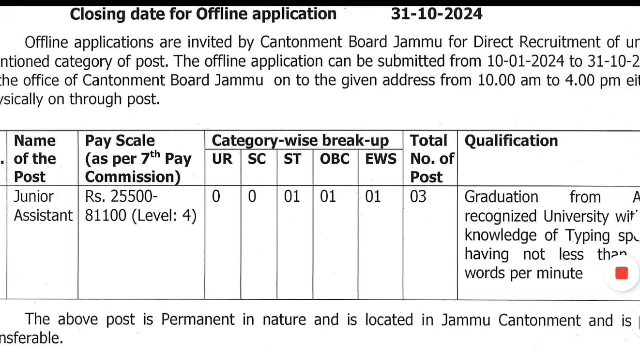 Closing date for Offline application 31-10-2024
Offline applications are invited by Cantonment Board Jammu for Direct Recruitment of
category of post. The offline application can be submitted from 10-01-2024 to
office of Cantonment Board Jammu on to the given address from 10.00 am to 4.00 pm
on through post.
Name of the Post
Pay Scale (as per 7th Pay Commission)
Category-wise break-up
UR SC ST OBC EWS
Total No. of Post
Qualification
Junior Assistant
Rs. 25500-
81100 (Level: 4)
0 0 01 01 01
03
Graduation from
recognized University
knowledge of Typing
having not less than
words per minute
The above post is Permanent in nature and is located in Jammu Cantonment and is